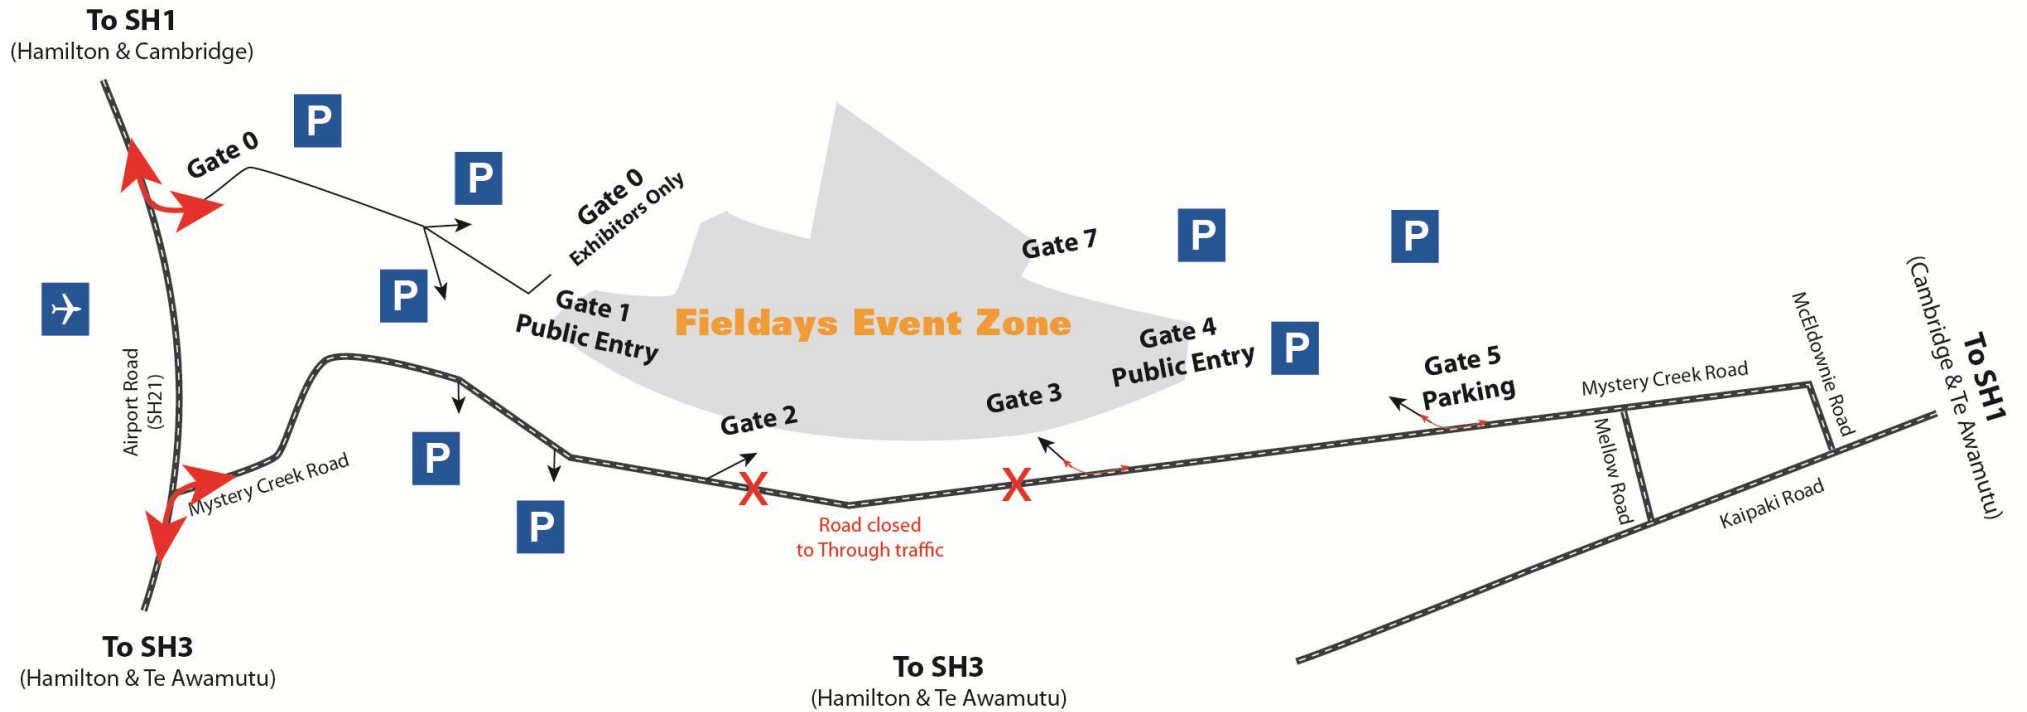 To SH1
(Hamilton & Cambridge)
P
Gate 0
P
Gate 0
Exhibitors Only
Gate 7
P
P
P
Gate 1
Public Entry
Fieldays Event Zone
Gate 4
Public Entry
P
Gate 5
Parking
Mystery Creek Road
McEldownie Road
To SH1
(Cambridge & Te Awamutu)
Airport Road
(SH21)
Gate 3
Gate 2
P
Mystery Creek Road
Mellow Road
Kaipaki Road
P
X
X
Road closed
to Through traffic
To SH3
(Hamilton & Te Awamutu)
To SH3
(Hamilton & Te Awamutu)